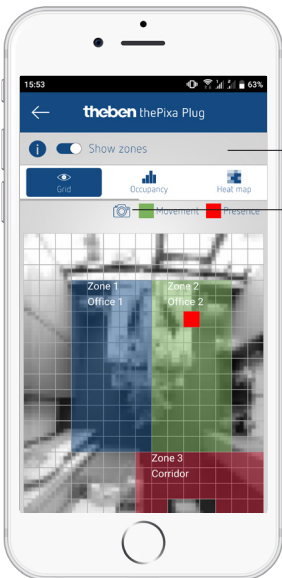 15:53 63%
theben thePixa Plug
Show zones
Grid Occupancy Heat map
Movement Presence
Zone 1 Zone 2
Office 1 Office 2
Zone 3
Corridor